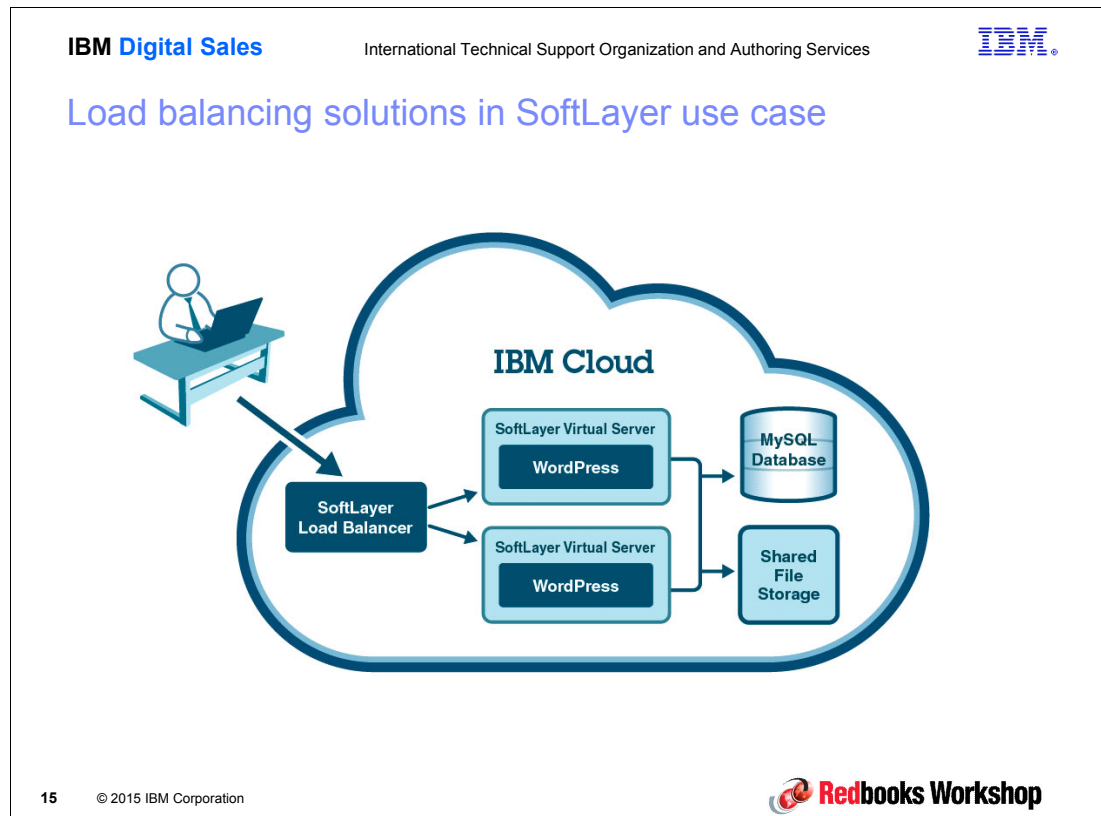 IBM Digital Sales
International Technical Support Organization and Authoring Services
IBM®
Load balancing solutions in SoftLayer use case
IBM Cloud
SoftLayer Load Balancer
SoftLayer Virtual Server
WordPress
SoftLayer Virtual Server
WordPress
MySQL
Database
Shared
File
Storage
15
© 2015 IBM Corporation
Redbooks Workshop